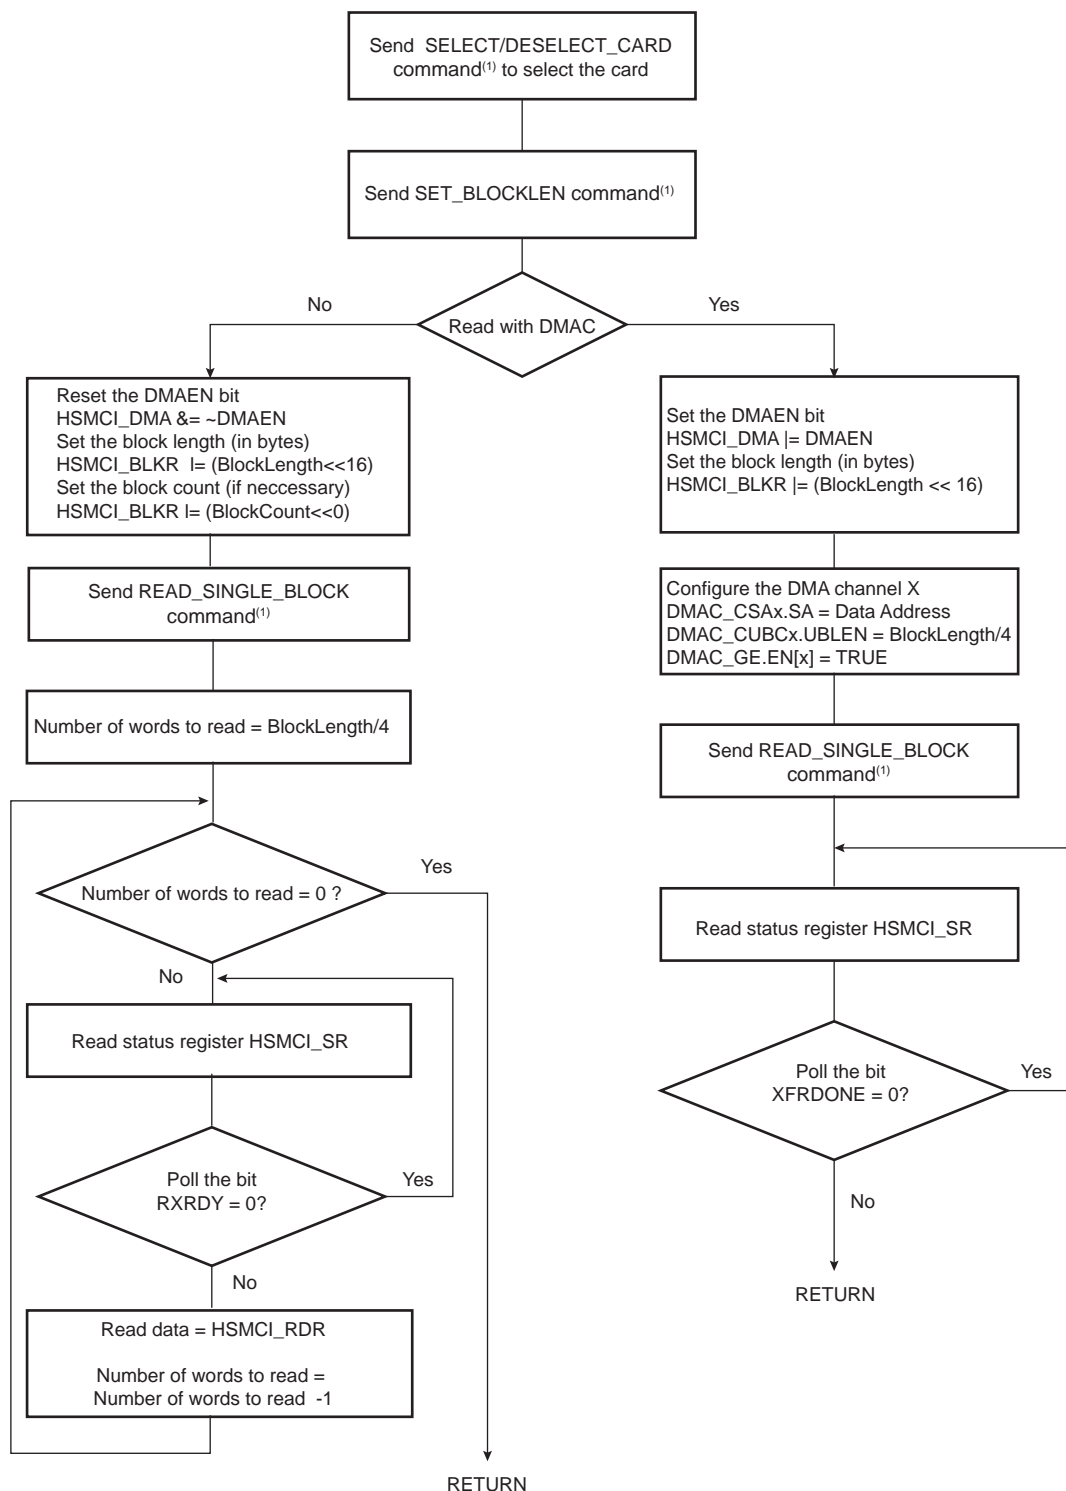 Send SELECT/DESELECT_CARD
command(1) to select the card
Send SET_BLOCKLEN command(1)
No
Read with DMAC
Yes
Reset the DMAEN bit
HSMCI_DMA &= ~DMAEN
Set the block length (in bytes)
HSMCI_BLKR l= (BlockLength<<16)
Set the block count (if neccessary)
HSMCI_BLKR l= (BlockCount<<0)
Send READ_SINGLE_BLOCK
command(1)
Number of words to read = BlockLength/4
Number of words to read = 0 ?
Yes
No
Read status register HSMCI_SR
Poll the bit
RXRDY = 0?
Yes
No
Read data = HSMCI_RDR
Number of words to read =
Number of words to read -1
RETURN
Set the DMAEN bit
HSMCI_DMA |= DMAEN
Set the block length (in bytes)
HSMCI_BLKR |= (BlockLength << 16)
Configure the DMA channel X
DMAC_CSAx.SA = Data Address
DMAC_CUBCx.UBLEN = BlockLength/4
DMAC_GE.EN[x] = TRUE
Send READ_SINGLE_BLOCK
command(1)
Read status register HSMCI_SR
Poll the bit
XFRDONE = 0?
Yes
No
RETURN